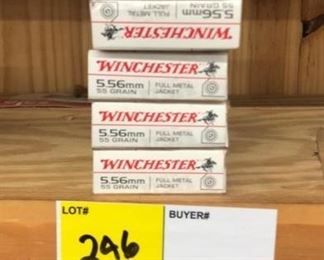 WINCHESTER
5.56mm
55 GRAIN
FULL METAL
JACKET
WINCHESTER
5.56mm
55 GRAIN
FULL METAL
JACKET
WINCHESTER
5.56mm
55 GRAIN
FULL METAL
JACKET
WINCHESTER
5.56mm
55 GRAIN
FULL METAL
JACKET
LOT# BUYER#
246